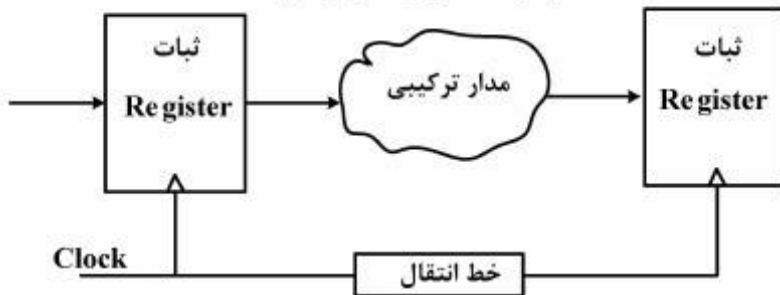 ثبات
Register
مدار ترکیبی
ثبات
Register
Clock
خط انتقال